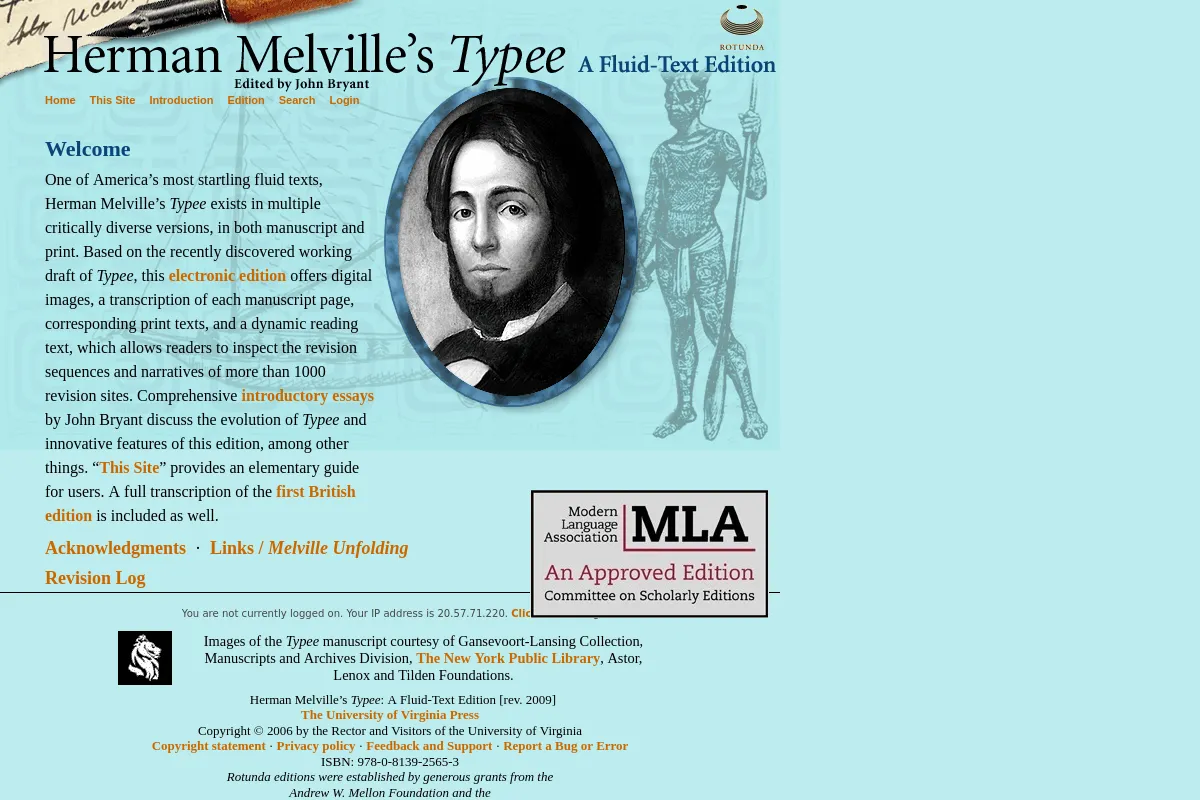 ROTUNDA
Herman Melville’s Typee A Fluid-Text Edition
Edited by John Bryant
Home This Site Introduction Edition Search Login
Welcome
One of America’s most startling fluid texts,
Herman Melville’s Typee exists in multiple
critically diverse versions, in both manuscript and
print. Based on the recently discovered working
draft of Typee, this electronic edition offers digital
images, a transcription of each manuscript page,
corresponding print texts, and a dynamic reading
text, which allows readers to inspect the revision
sequences and narratives of more than 1000
revision sites. Comprehensive introductory essays
by John Bryant discuss the evolution of Typee and
innovative features of this edition, among other
things. “This Site” provides an elementary guide
for users. A full transcription of the first British
edition is included as well.
Acknowledgments · Links / Melville Unfolding
Revision Log
Modern
Language
Association
MLA
An Approved Edition
Committee on Scholarly Editions
You are not currently logged on. Your IP address is 20.57.71.220.
Images of the Typee manuscript courtesy of Gansevoort-Lansing Collection,
Manuscripts and Archives Division, The New York Public Library, Astor,
Lenox and Tilden Foundations.
Herman Melville’s Typee: A Fluid-Text Edition [rev. 2009]
The University of Virginia Press
Copyright © 2006 by the Rector and Visitors of the University of Virginia
Copyright statement · Privacy policy · Feedback and Support · Report a Bug or Error
ISBN: 978-0-8139-2565-3
Rotunda editions were established by generous grants from the
Andrew W. Mellon Foundation and the